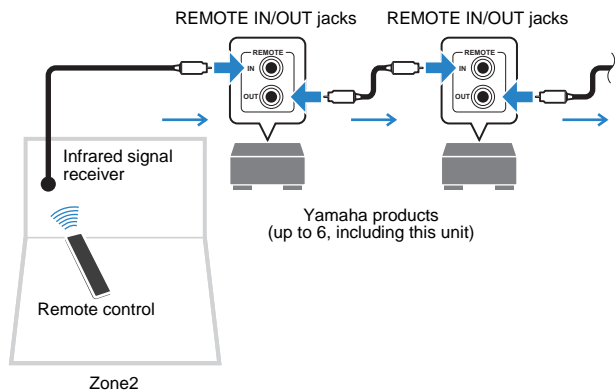 REMOTE IN/OUT jacks
REMOTE IN/OUT jacks
REMOTE
IN
OUT
REMOTE
IN
OUT
Infrared signal
receiver
Yamaha products
(up to 6, including this unit)
Remote control
Zone2